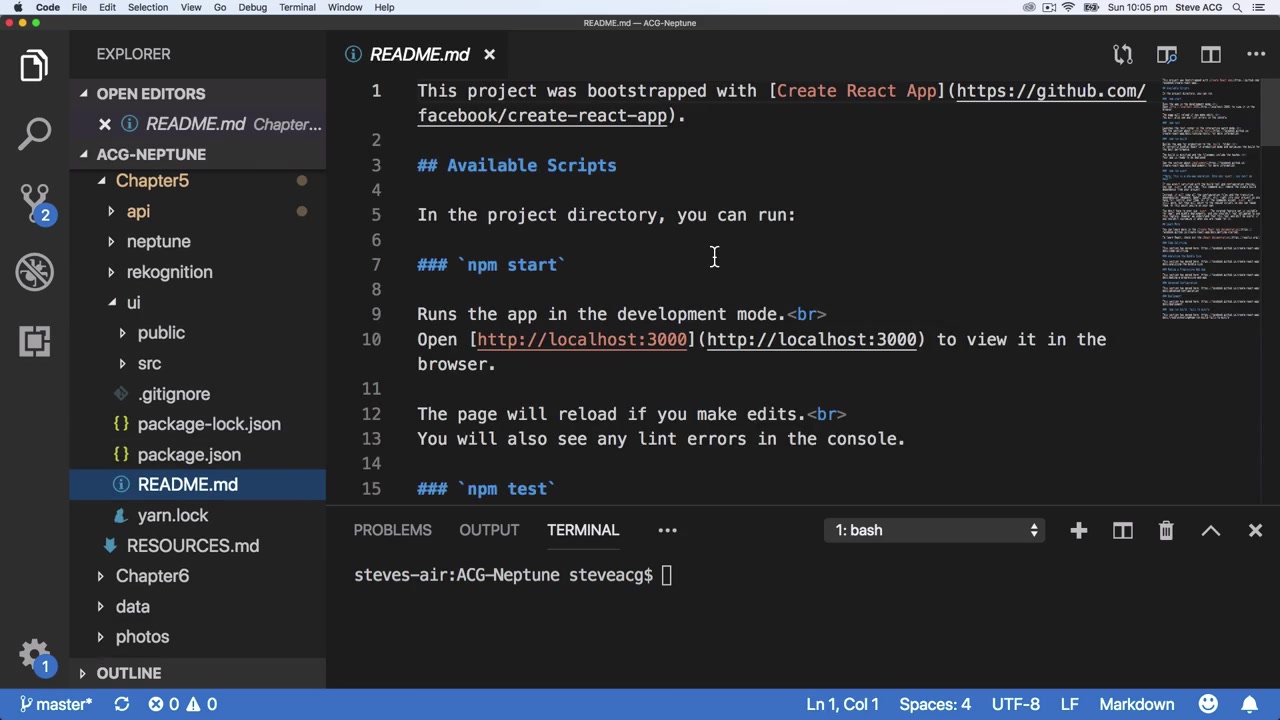 Code File Edit Selection View Go Debug Terminal Window Help Sun 10:05 pm Steve ACG
README.md — ACG-Neptune
EXPLORER
OPEN EDITORS
README.md Chapter...
ACG-NEPTUNE
Chapter5
api
neptune
rekognition
ui
public
src
.gitignore
package-lock.json
package.json
README.md
yarn.lock
RESOURCES.md
Chapter6
data
photos
OUTLINE
2
1
README.md
1 This project was bootstrapped with [Create React App](https://github.com/
facebook/create-react-app).
2
3 ## Available Scripts
4
5 In the project directory, you can run:
6
7 ### `npm start`
8
9 Runs the app in the development mode.<br>
10 Open [http://localhost:3000](http://localhost:3000) to view it in the
browser.
11
12 The page will reload if you make edits.<br>
13 You will also see any lint errors in the console.
14
15 ### `npm test`
PROBLEMS OUTPUT TERMINAL ••• 1: bash
steves-air:ACG-Neptune steveacg$
master* 0 0 Ln 1, Col 1 Spaces: 4 UTF-8 LF Markdown